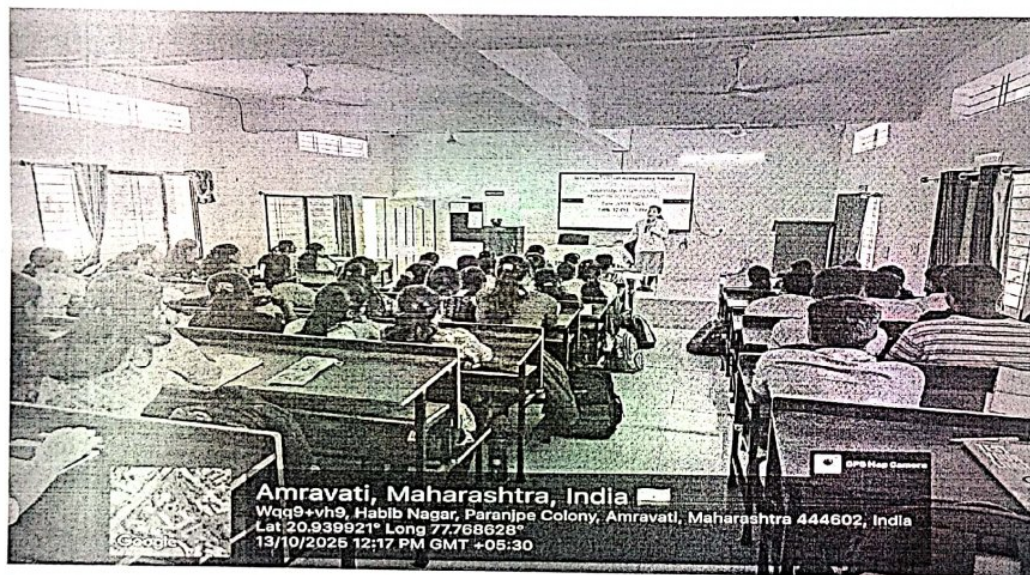 GPS Map Camera
Amravati, Maharashtra, India
Wqq9+vh9, Habib Nagar, Paranjpe Colony, Amravati, Maharashtra 444602, India
Lat 20.939921° Long 77.768628°
13/10/2025 12:17 PM GMT +05:30
Google